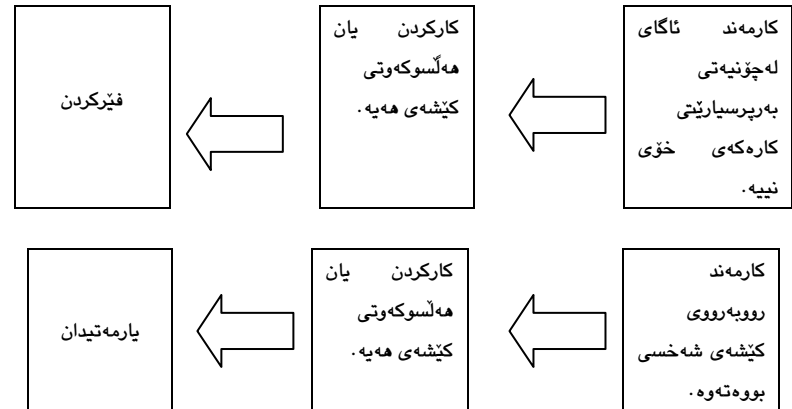 کارمەند ئاگای
لەچۆنیەتی
بەرپرسیارێتی
کارەکەی خۆی
نییە.
کارکردن یان
هەڵسوکەوتی
کێشەی هەیە.
فێرکردن
کارمەند
رووبەرووی
کێشەی شەخسی
بووەتەوە.
کارکردن یان
هەڵسوکەوتی
کێشەی هەیە.
یارمەتیدان